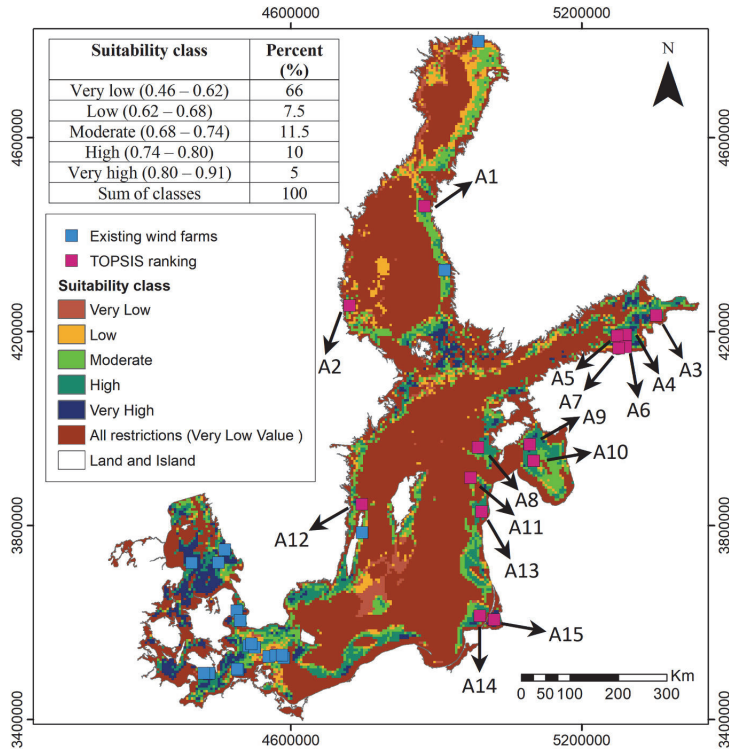 4600000 5200000
Suitability class Percent (%)
Very low (0.46 – 0.62) 66
Low (0.62 – 0.68) 7.5
Moderate (0.68 – 0.74) 11.5
High (0.74 – 0.80) 10
Very high (0.80 – 0.91) 5
Sum of classes 100
N
4600000 4600000
A1
Existing wind farms
TOPSIS ranking
Suitability class
Very Low
Low
Moderate
High
Very High
All restrictions (Very Low Value )
Land and Island
4200000 4200000
A2
A3
A5
A4
A7
A6
A9
A10
A8
A11
A12
A13
3800000 3800000
A15
A14
Km
0 50 100 200 300
3400000 3400000
4600000 5200000